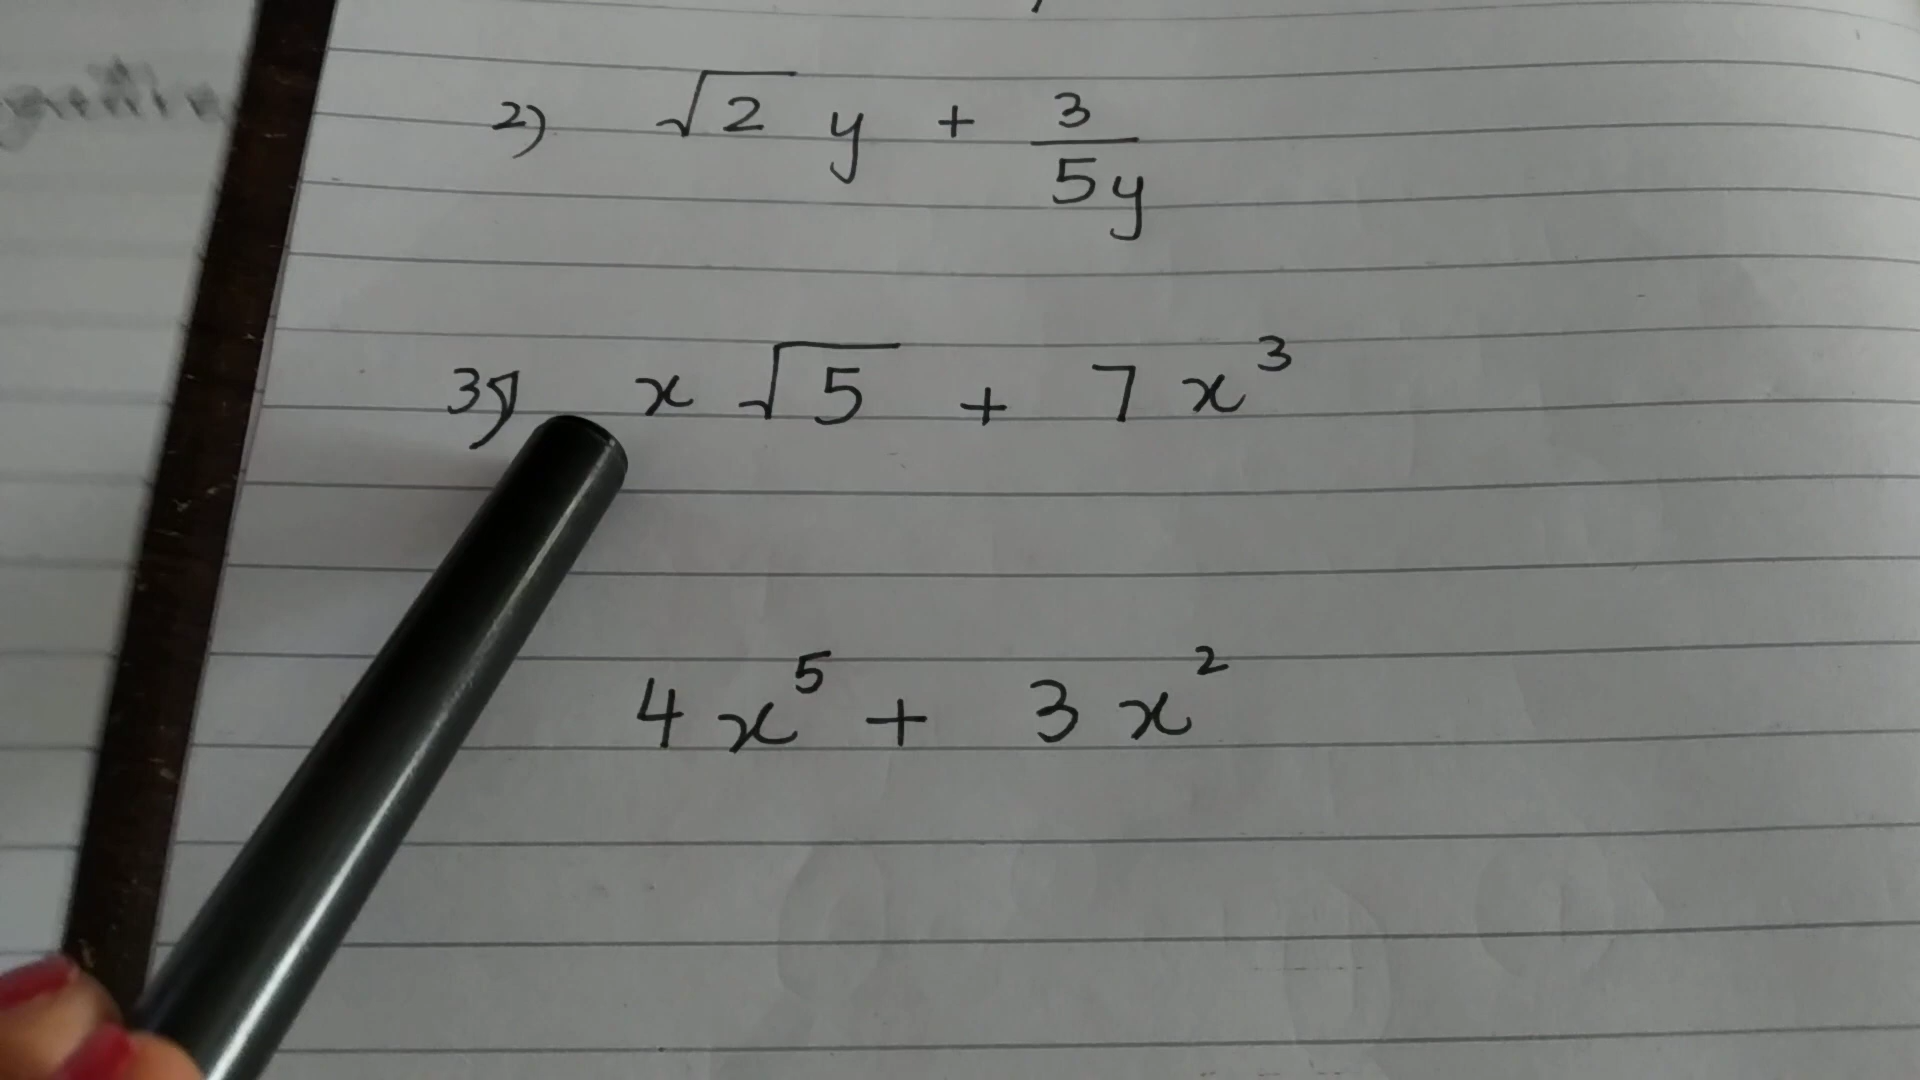 2) √2 y + 3/5y
3) x √5 + 7x³
4x⁵ + 3x²